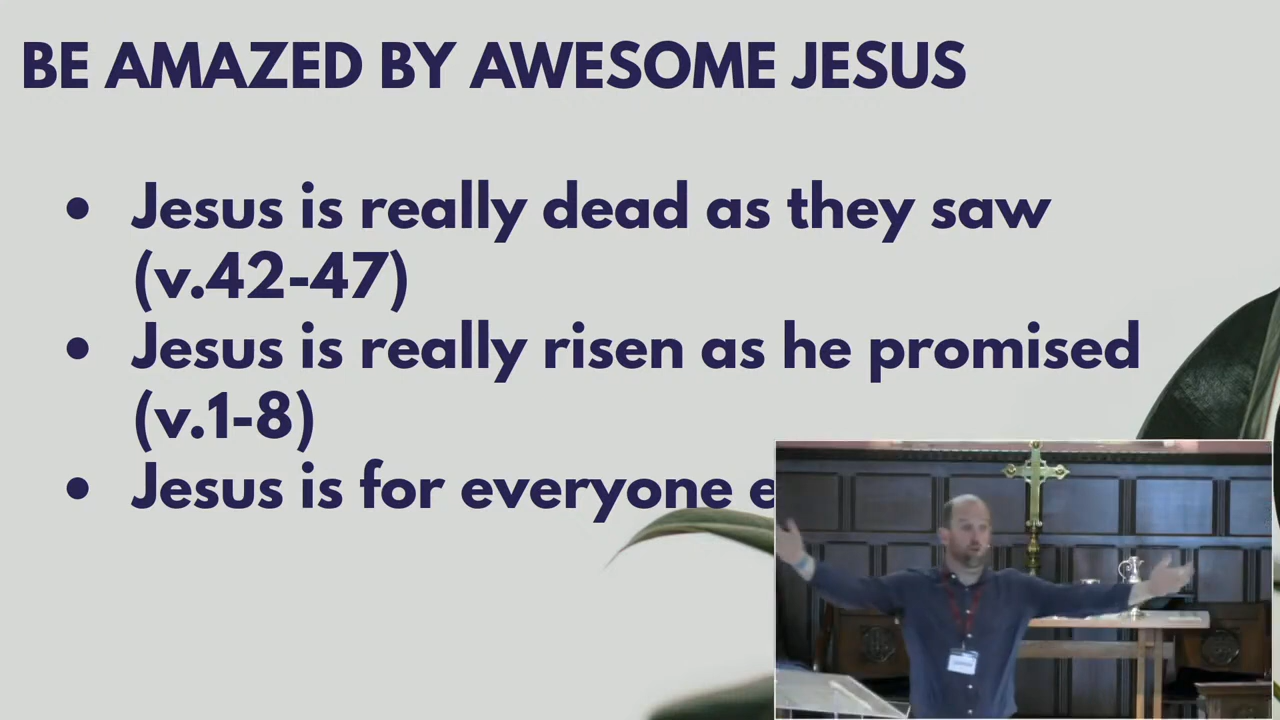 BE AMAZED BY AWESOME JESUS
• Jesus is really dead as they saw
(v.42-47)
• Jesus is really risen as he promised
(v.1-8)
• Jesus is for everyone